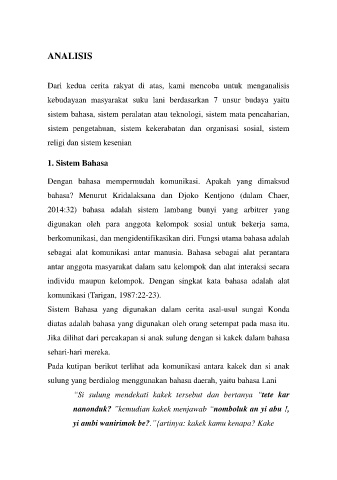 ANALISIS
Dari kedua cerita rakyat di atas, kami mencoba untuk menganalisis
kebudayaan masyarakat suku lani berdasarkan 7 unsur budaya yaitu
sistem bahasa, sistem peralatan atau teknologi, sistem mata pencaharian,
sistem pengetahuan, sistem kekerabatan dan organisasi sosial, sistem
religi dan sistem kesenian
1. Sistem Bahasa
Dengan bahasa mempermudah komunikasi. Apakah yang dimaksud
bahasa? Menurut Kridalaksana dan Djoko Kentjono (dalam Chaer,
2014:32) bahasa adalah sistem lambang bunyi yang arbitrer yang
digunakan oleh para anggota kelompok sosial untuk bekerja sama,
berkomunikasi, dan mengidentifikasikan diri. Fungsi utama bahasa adalah
sebagai alat komunikasi antar manusia. Bahasa sebagai alat perantara
antar anggota masyarakat dalam satu kelompok dan alat interaksi secara
individu maupun kelompok. Dengan singkat kata bahasa adalah alat
komunikasi (Tarigan, 1987:22-23).
Sistem Bahasa yang digunakan dalam cerita asal-usul sungai Konda
diatas adalah bahasa yang digunakan oleh orang setempat pada masa itu.
Jika dilihat dari percakapan si anak sulung dengan si kakek dalam bahasa
sehari-hari mereka.
Pada kutipan berikut terlihat ada komunikasi antara kakek dan si anak
sulung yang berdialog menggunakan bahasa daerah, yaitu bahasa Lani
"Si sulung mendekati kakek tersebut dan bertanya "tete kar
nanonduk? "kemudian kakek menjawab "nomboluk an yi abu !,
yi ambi wanirimok be?."{artinya: kakek kamu kenapa? Kake